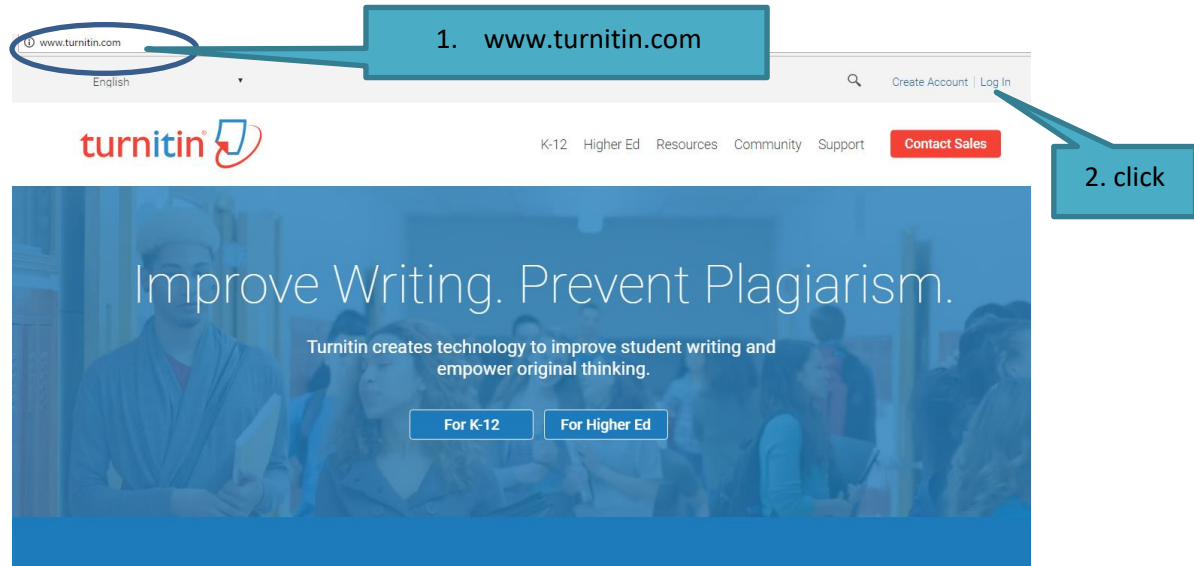 www.turnitin.com
1. www.turnitin.com
English
Create Account | Log In
turnitin
K-12 Higher Ed Resources Community Support Contact Sales
2. click
Improve Writing. Prevent Plagiarism.
Turnitin creates technology to improve student writing and
empower original thinking.
For K-12 For Higher Ed